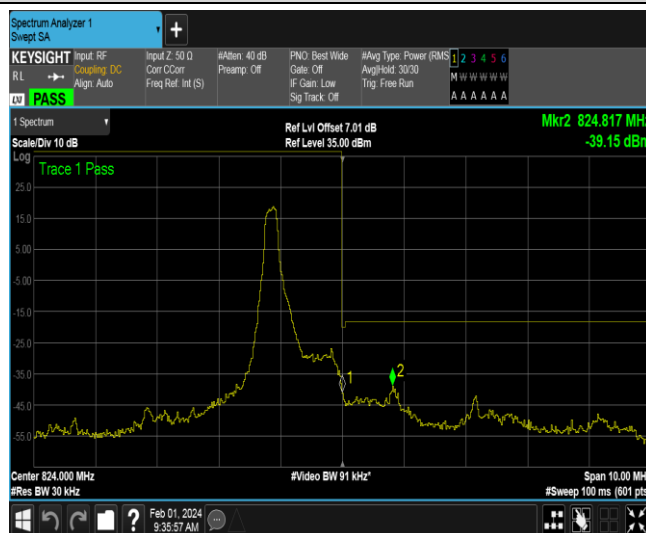 Spectrum Analyzer 1
Swept SA
+
KEYSIGHT
RL
LXI PASS
Input: RF
Coupling: DC
Align: Auto
Input Z: 50 Ω
Corr CCorr
Freq Ref: Int (S)
#Atten: 40 dB
Preamp: Off
PNO: Best Wide
Gate: Off
IF Gain: Low
Sig Track: Off
#Avg Type: Power (RMS
Avg|Hold: 30/30
Trig: Free Run
1 2 3 4 5 6
M W W W W W
A A A A A A
1 Spectrum
Scale/Div 10 dB
Log
Ref Lvl Offset 7.01 dB
Ref Level 35.00 dBm
Mkr2 824.817 MHz
-39.15 dBm
Trace 1 Pass
25.0
15.0
5.00
-5.00
-15.0
-25.0
-35.0
-45.0
-55.0
1
2
Center 824.000 MHz
#Res BW 30 kHz
#Video BW 91 kHz*
Span 10.00 MH
#Sweep 100 ms (601 pts
?
Feb 01, 2024
9:35:57 AM